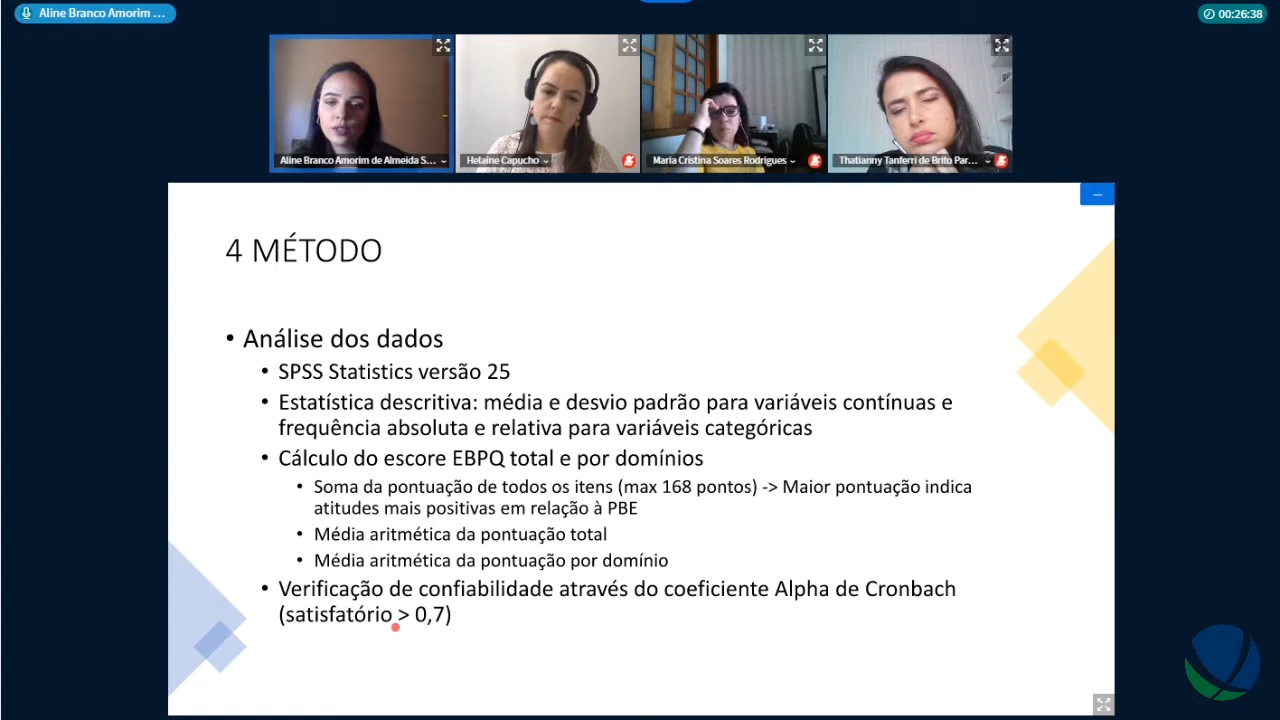 Aline Branco Amorim ...
00:26:38
Aline Branco Amorim de Almeida S...
Helaine Capucho
Maria Cristina Soares Rodrigues
Thatianny Tanferri de Brito Par...
4 MÉTODO
• Análise dos dados
• SPSS Statistics versão 25
• Estatística descritiva: média e desvio padrão para variáveis contínuas e
frequência absoluta e relativa para variáveis categóricas
• Cálculo do escore EBPQ total e por domínios
• Soma da pontuação de todos os itens (max 168 pontos) -> Maior pontuação indica
atitudes mais positivas em relação à PBE
• Média aritmética da pontuação total
• Média aritmética da pontuação por domínio
• Verificação de confiabilidade através do coeficiente Alpha de Cronbach
(satisfatório > 0,7)